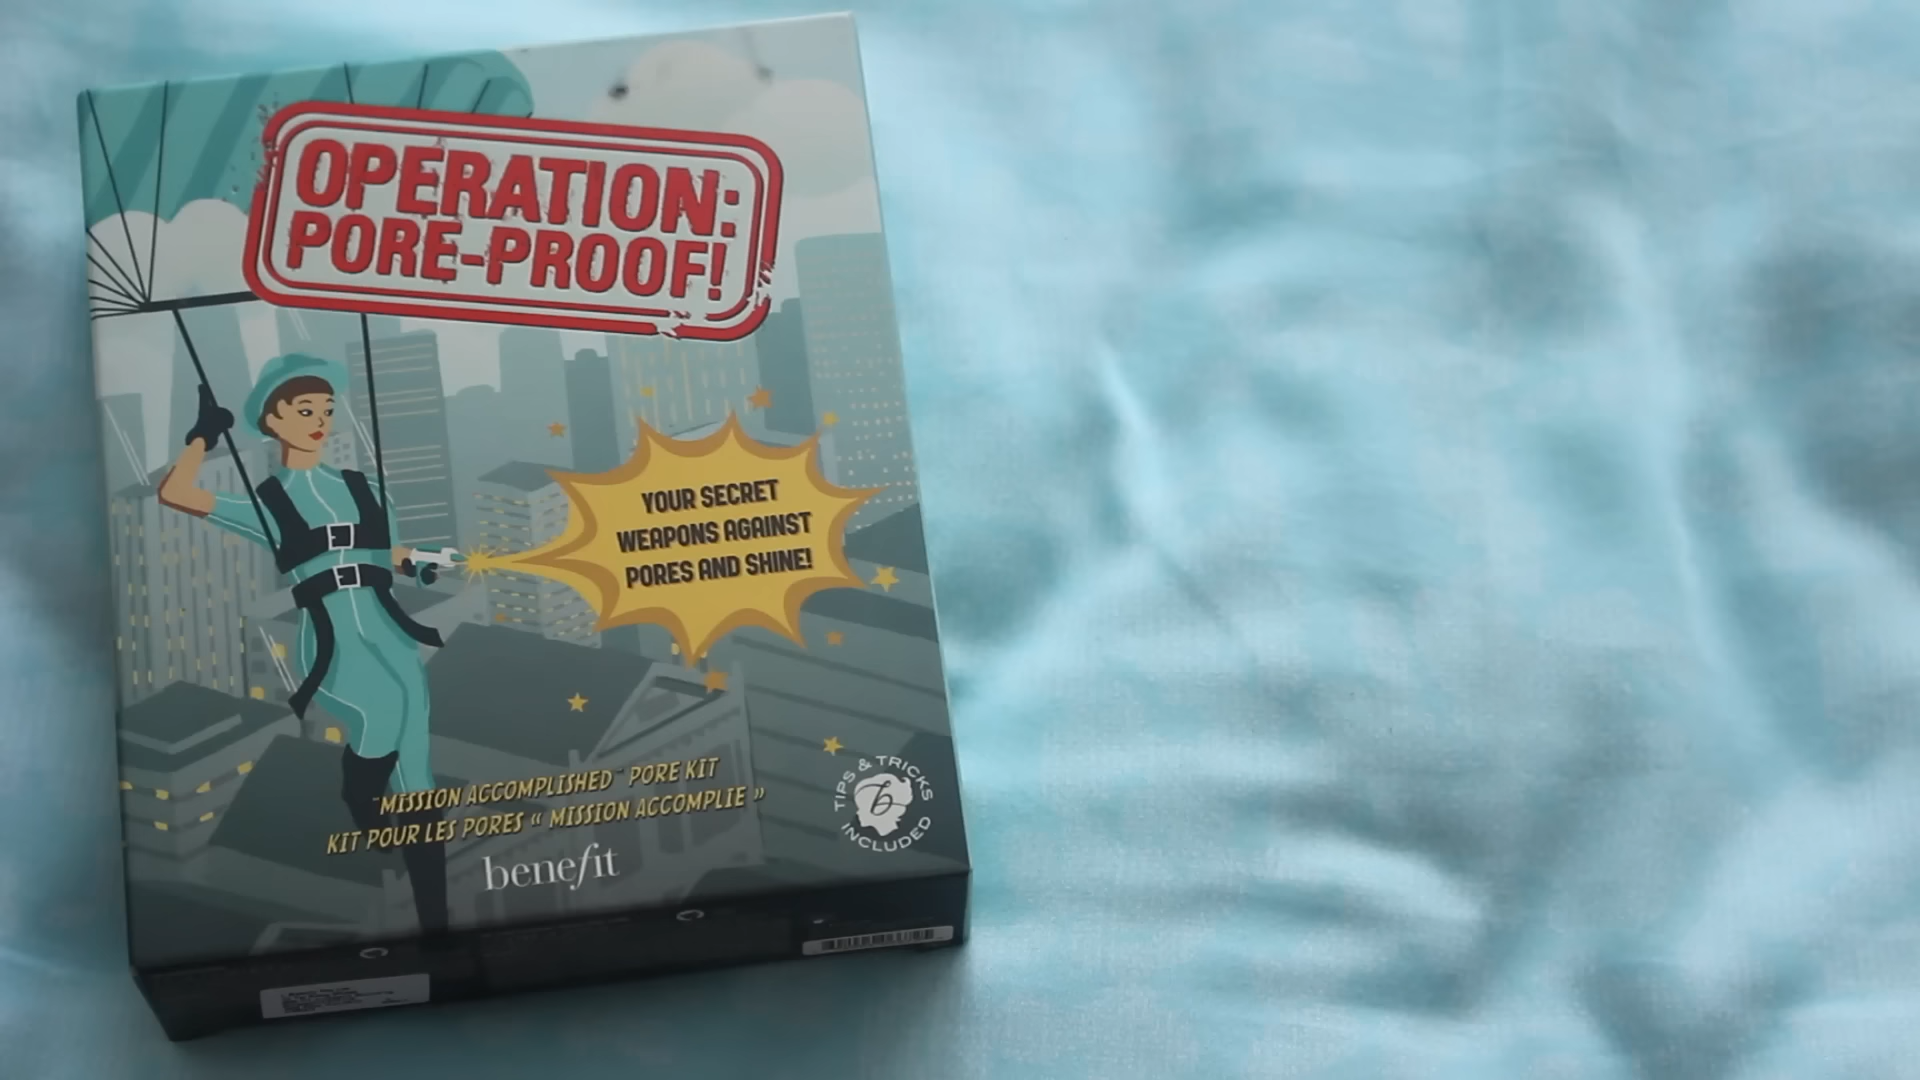 OPERATION:
PORE-PROOF!
YOUR SECRET
WEAPONS AGAINST
PORES AND SHINE!
"MISSION ACCOMPLISHED" PORE KIT
KIT POUR LES PORES « MISSION ACCOMPLIE »
benefit
TIPS & TRICKS
b
INCLUDED